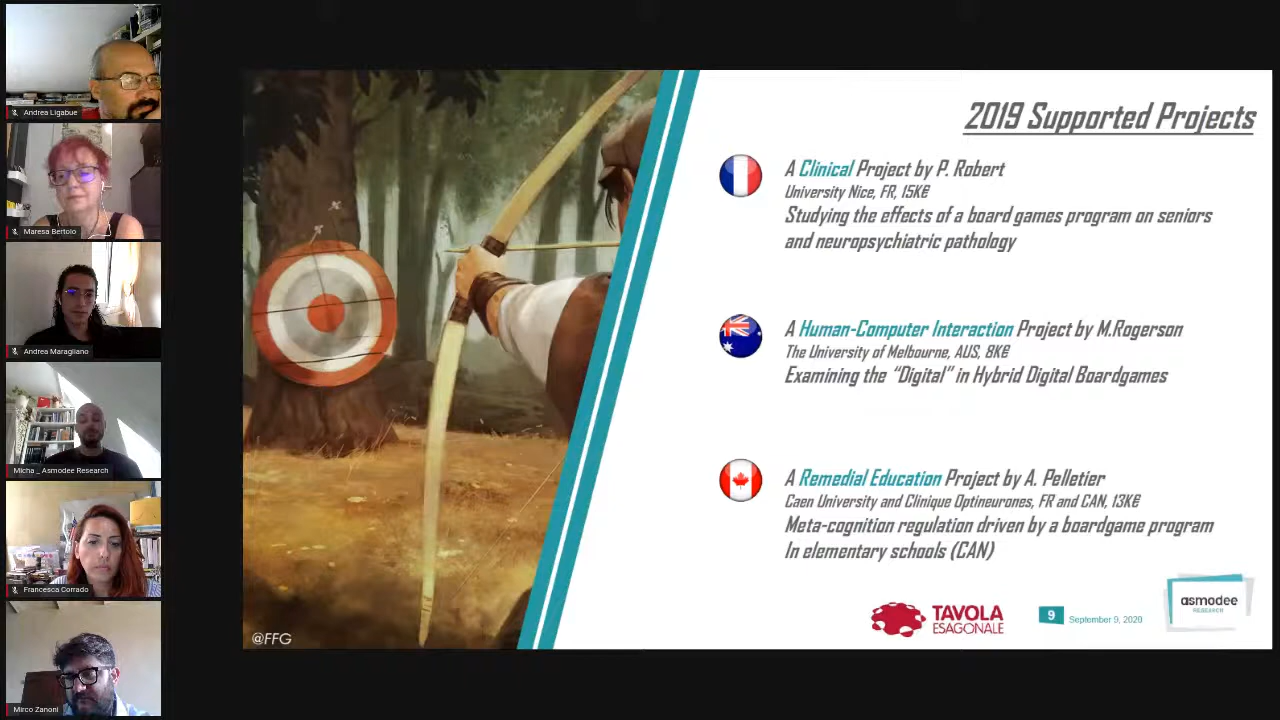 Andrea Ligabue
Maresa Bertolo
Andrea Maragliano
Micha _ Asmodee Research
Francesca Corrado
Mirco Zanoni
@FFG
2019 Supported Projects
A Clinical Project by P. Robert
University Nice, FR, 15K€
Studying the effects of a board games program on seniors
and neuropsychiatric pathology
A Human-Computer Interaction Project by M.Rogerson
The University of Melbourne, AUS, 8K€
Examining the “Digital” in Hybrid Digital Boardgames
A Remedial Education Project by A. Pelletier
Caen University and Clinique Optineurones, FR and CAN, 13K€
Meta-cognition regulation driven by a boardgame program
In elementary schools (CAN)
TAVOLA
ESAGONALE
9
September 9, 2020
asmodee
RESEARCH